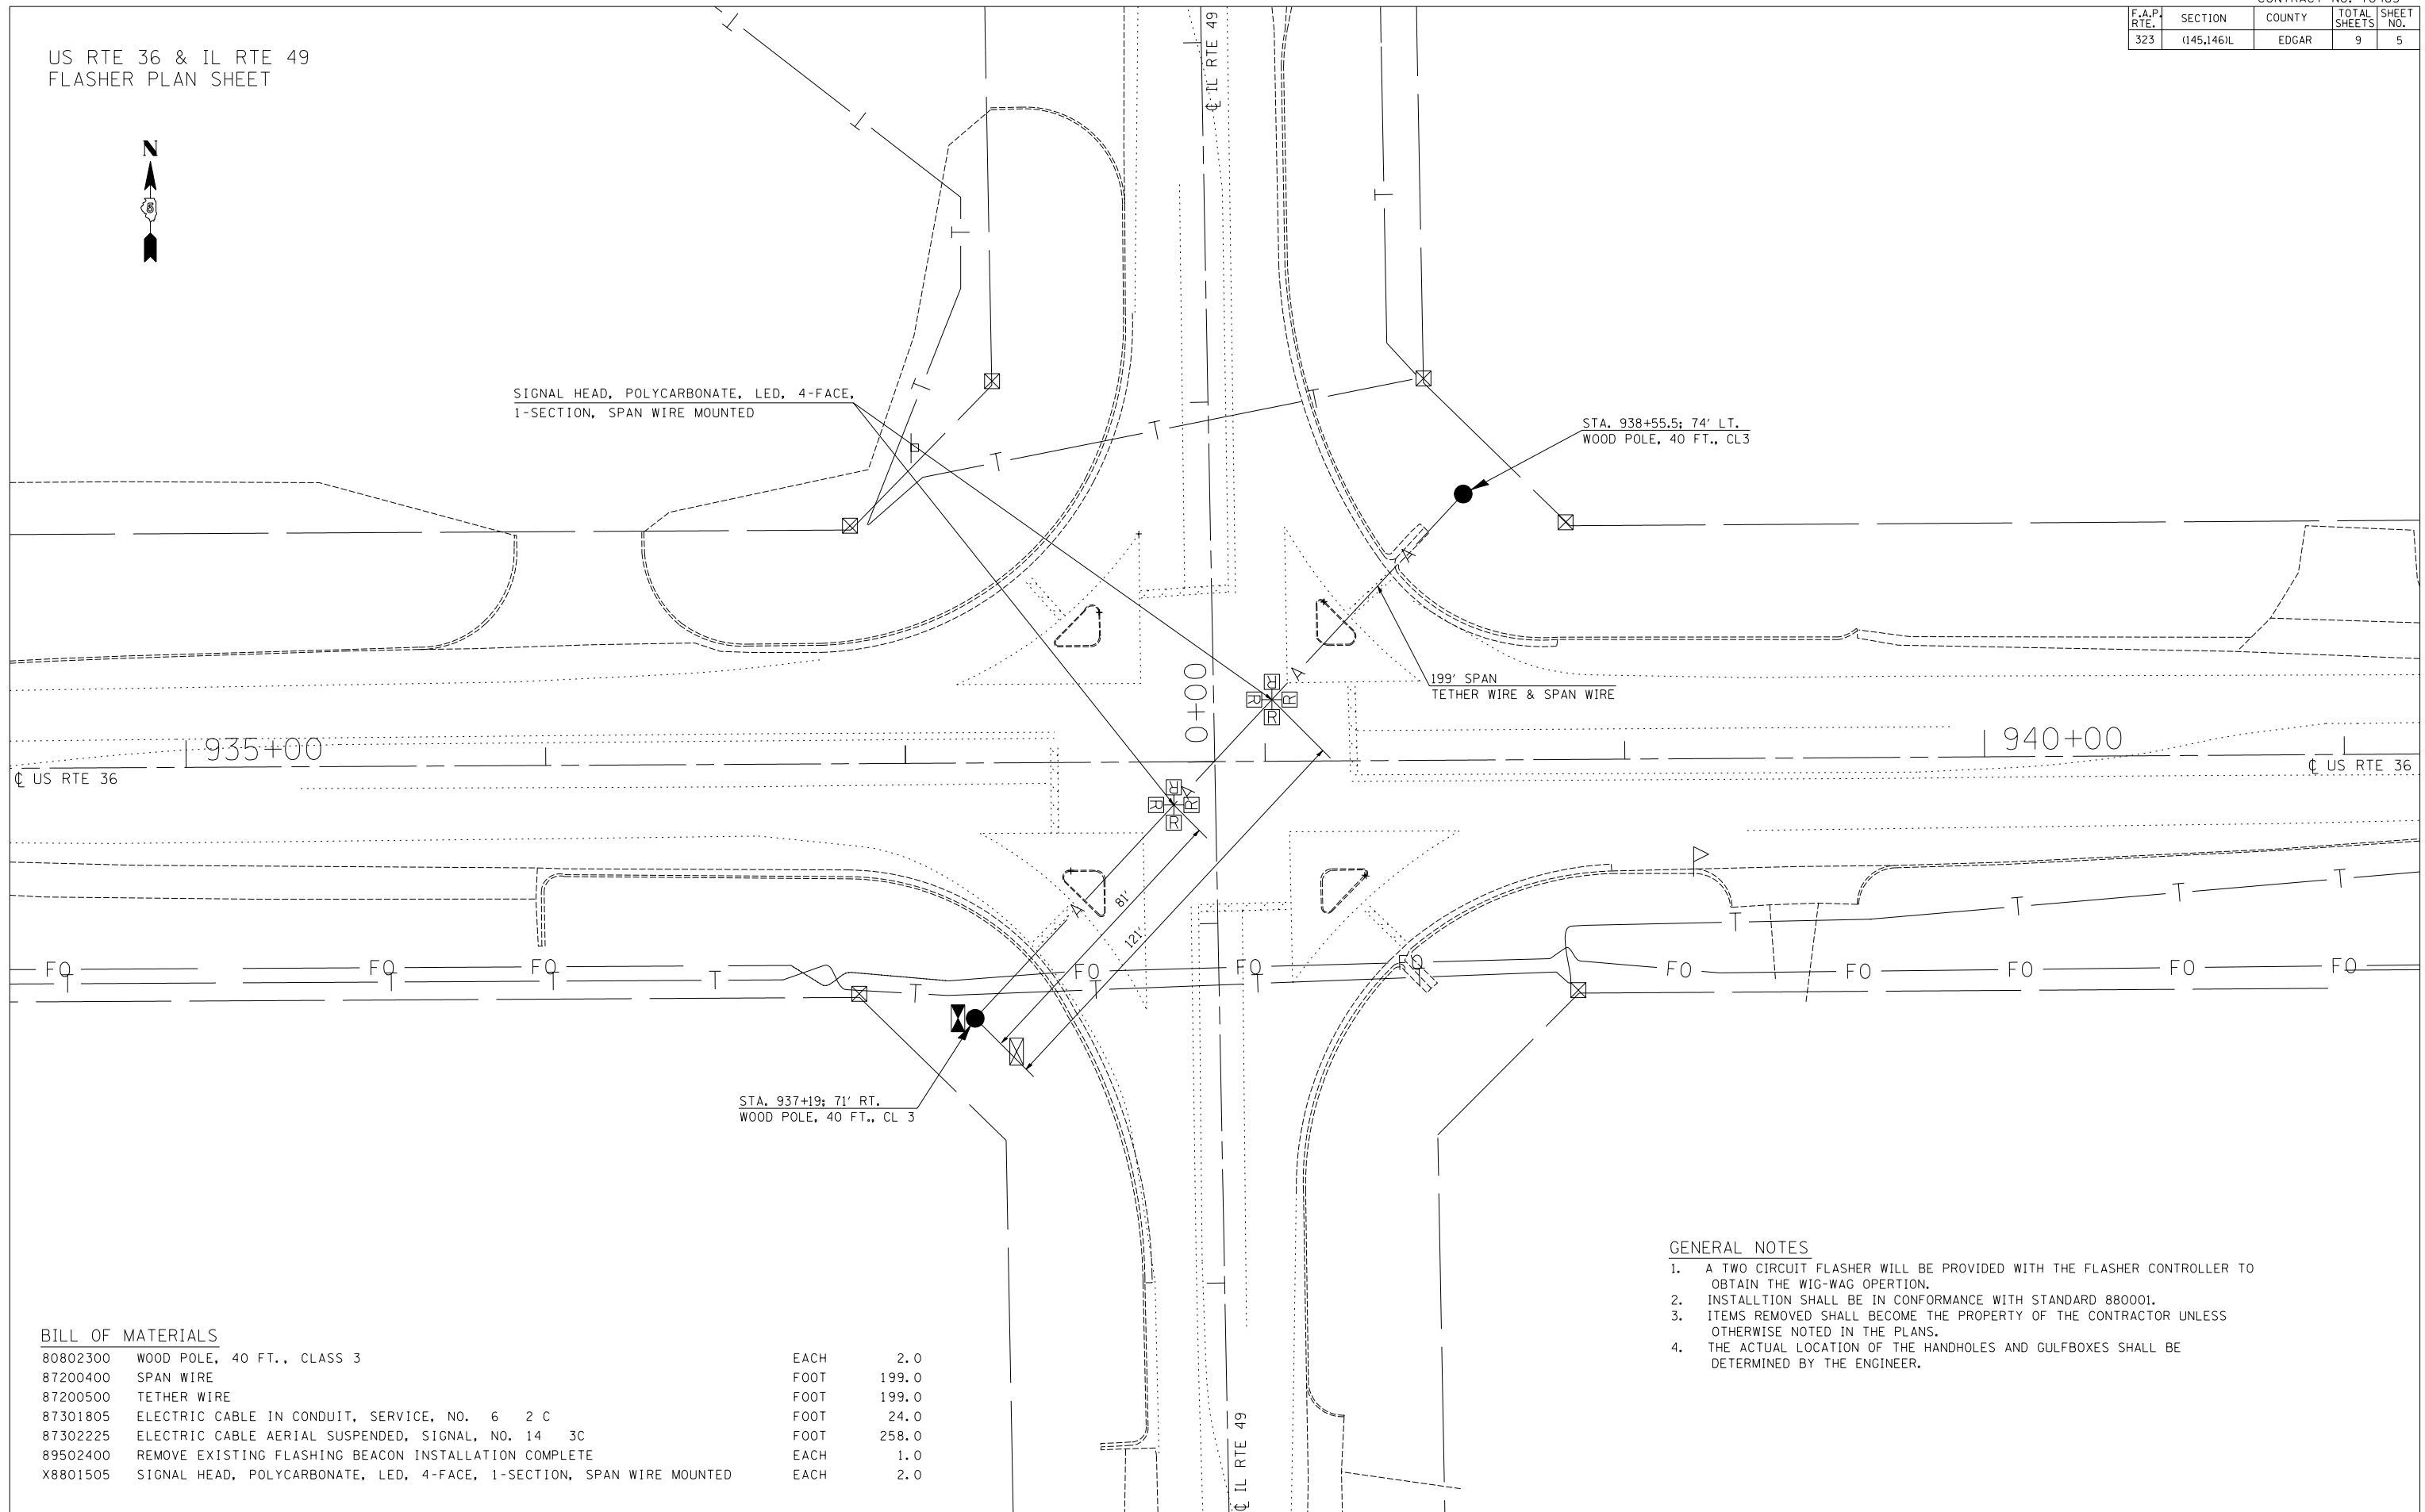 F.A.P. RTE. SECTION COUNTY TOTAL SHEETS SHEET NO.
323 (145,146)L EDGAR 9 5
US RTE 36 & IL RTE 49
FLASHER PLAN SHEET
N
℄ IL RTE 49
SIGNAL HEAD, POLYCARBONATE, LED, 4-FACE,
1-SECTION, SPAN WIRE MOUNTED
STA. 938+55.5; 74' LT.
WOOD POLE, 40 FT., CL3
199' SPAN
TETHER WIRE & SPAN WIRE
0+00
R R R R
935+00
940+00
℄ US RTE 36
℄ US RTE 36
R R R R
A A A A
81'
121'
FO FO FO FO FO FO FO FO FO FO FO
T T T T T T T T T T T T T T T T T T T
STA. 937+19; 71' RT.
WOOD POLE, 40 FT., CL 3
℄ IL RTE 49
GENERAL NOTES
1. A TWO CIRCUIT FLASHER WILL BE PROVIDED WITH THE FLASHER CONTROLLER TO
OBTAIN THE WIG-WAG OPERTION.
2. INSTALLTION SHALL BE IN CONFORMANCE WITH STANDARD 880001.
3. ITEMS REMOVED SHALL BECOME THE PROPERTY OF THE CONTRACTOR UNLESS
OTHERWISE NOTED IN THE PLANS.
4. THE ACTUAL LOCATION OF THE HANDHOLES AND GULFBOXES SHALL BE
DETERMINED BY THE ENGINEER.
BILL OF MATERIALS
80802300 WOOD POLE, 40 FT., CLASS 3 EACH 2.0
87200400 SPAN WIRE FOOT 199.0
87200500 TETHER WIRE FOOT 199.0
87301805 ELECTRIC CABLE IN CONDUIT, SERVICE, NO. 6 2 C FOOT 24.0
87302225 ELECTRIC CABLE AERIAL SUSPENDED, SIGNAL, NO. 14 3C FOOT 258.0
89502400 REMOVE EXISTING FLASHING BEACON INSTALLATION COMPLETE EACH 1.0
X8801505 SIGNAL HEAD, POLYCARBONATE, LED, 4-FACE, 1-SECTION, SPAN WIRE MOUNTED EACH 2.0